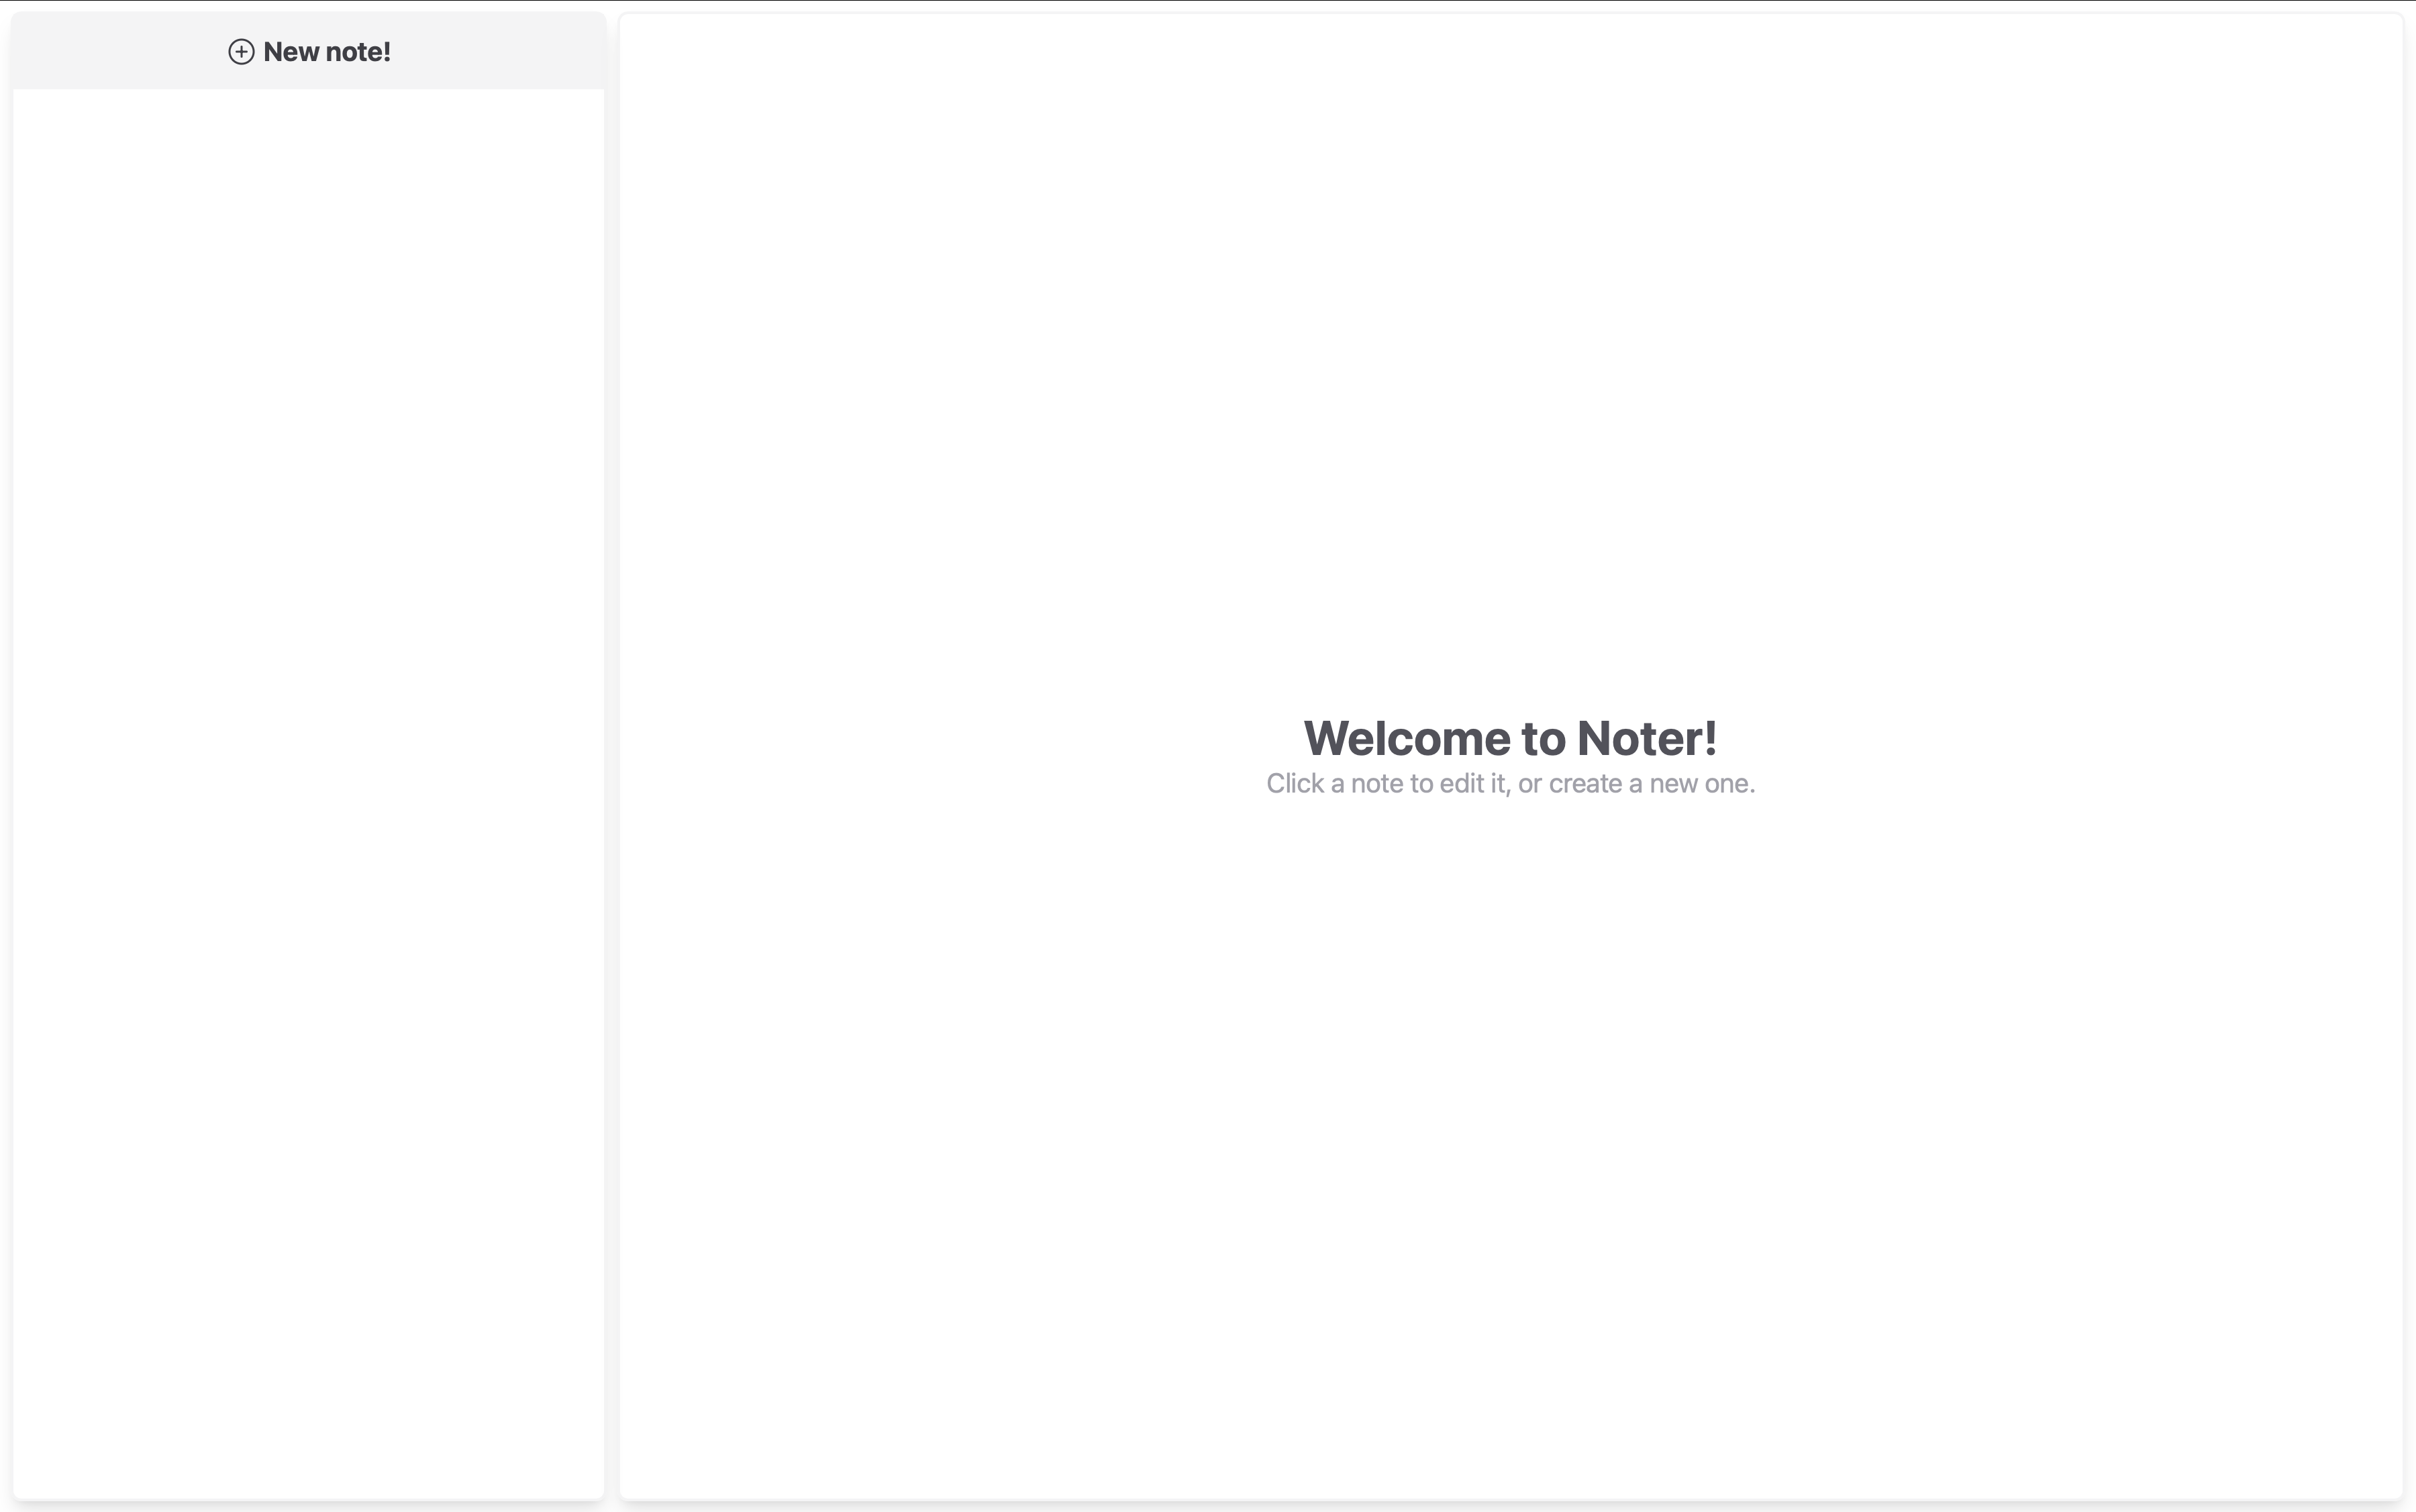 New note!
Welcome to Noter!
Click a note to edit it, or create a new one.